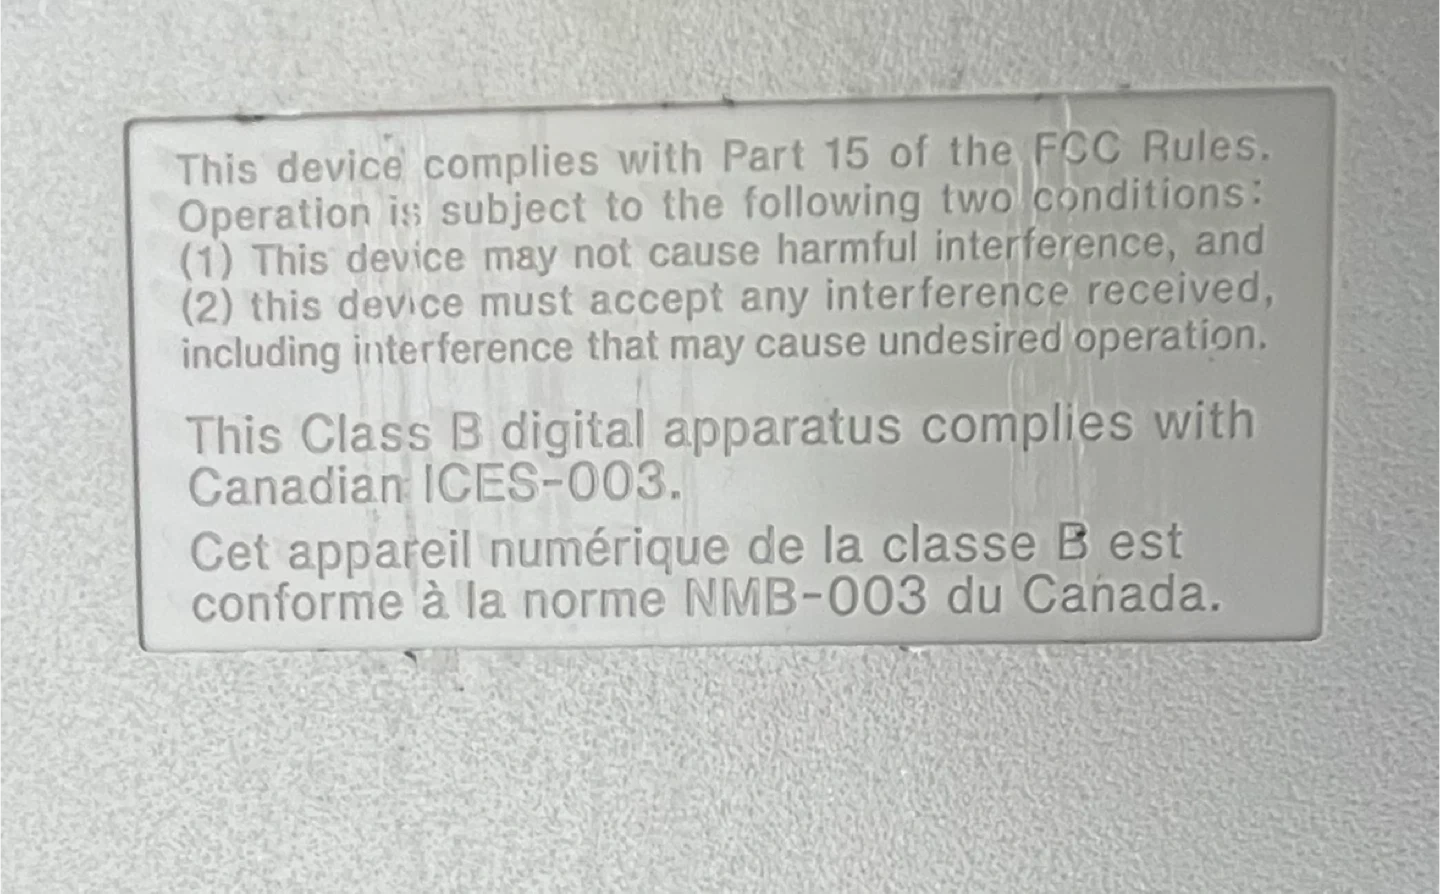 This device complies with Part 15 of the FCC Rules.
Operation is subject to the following two conditions:
(1) This device may not cause harmful interference, and
(2) this device must accept any interference received,
including interference that may cause undesired operation.
This Class B digital apparatus complies with
Canadian ICES-003.
Cet appareil numérique de la classe B est
conforme à la norme NMB-003 du Canada.